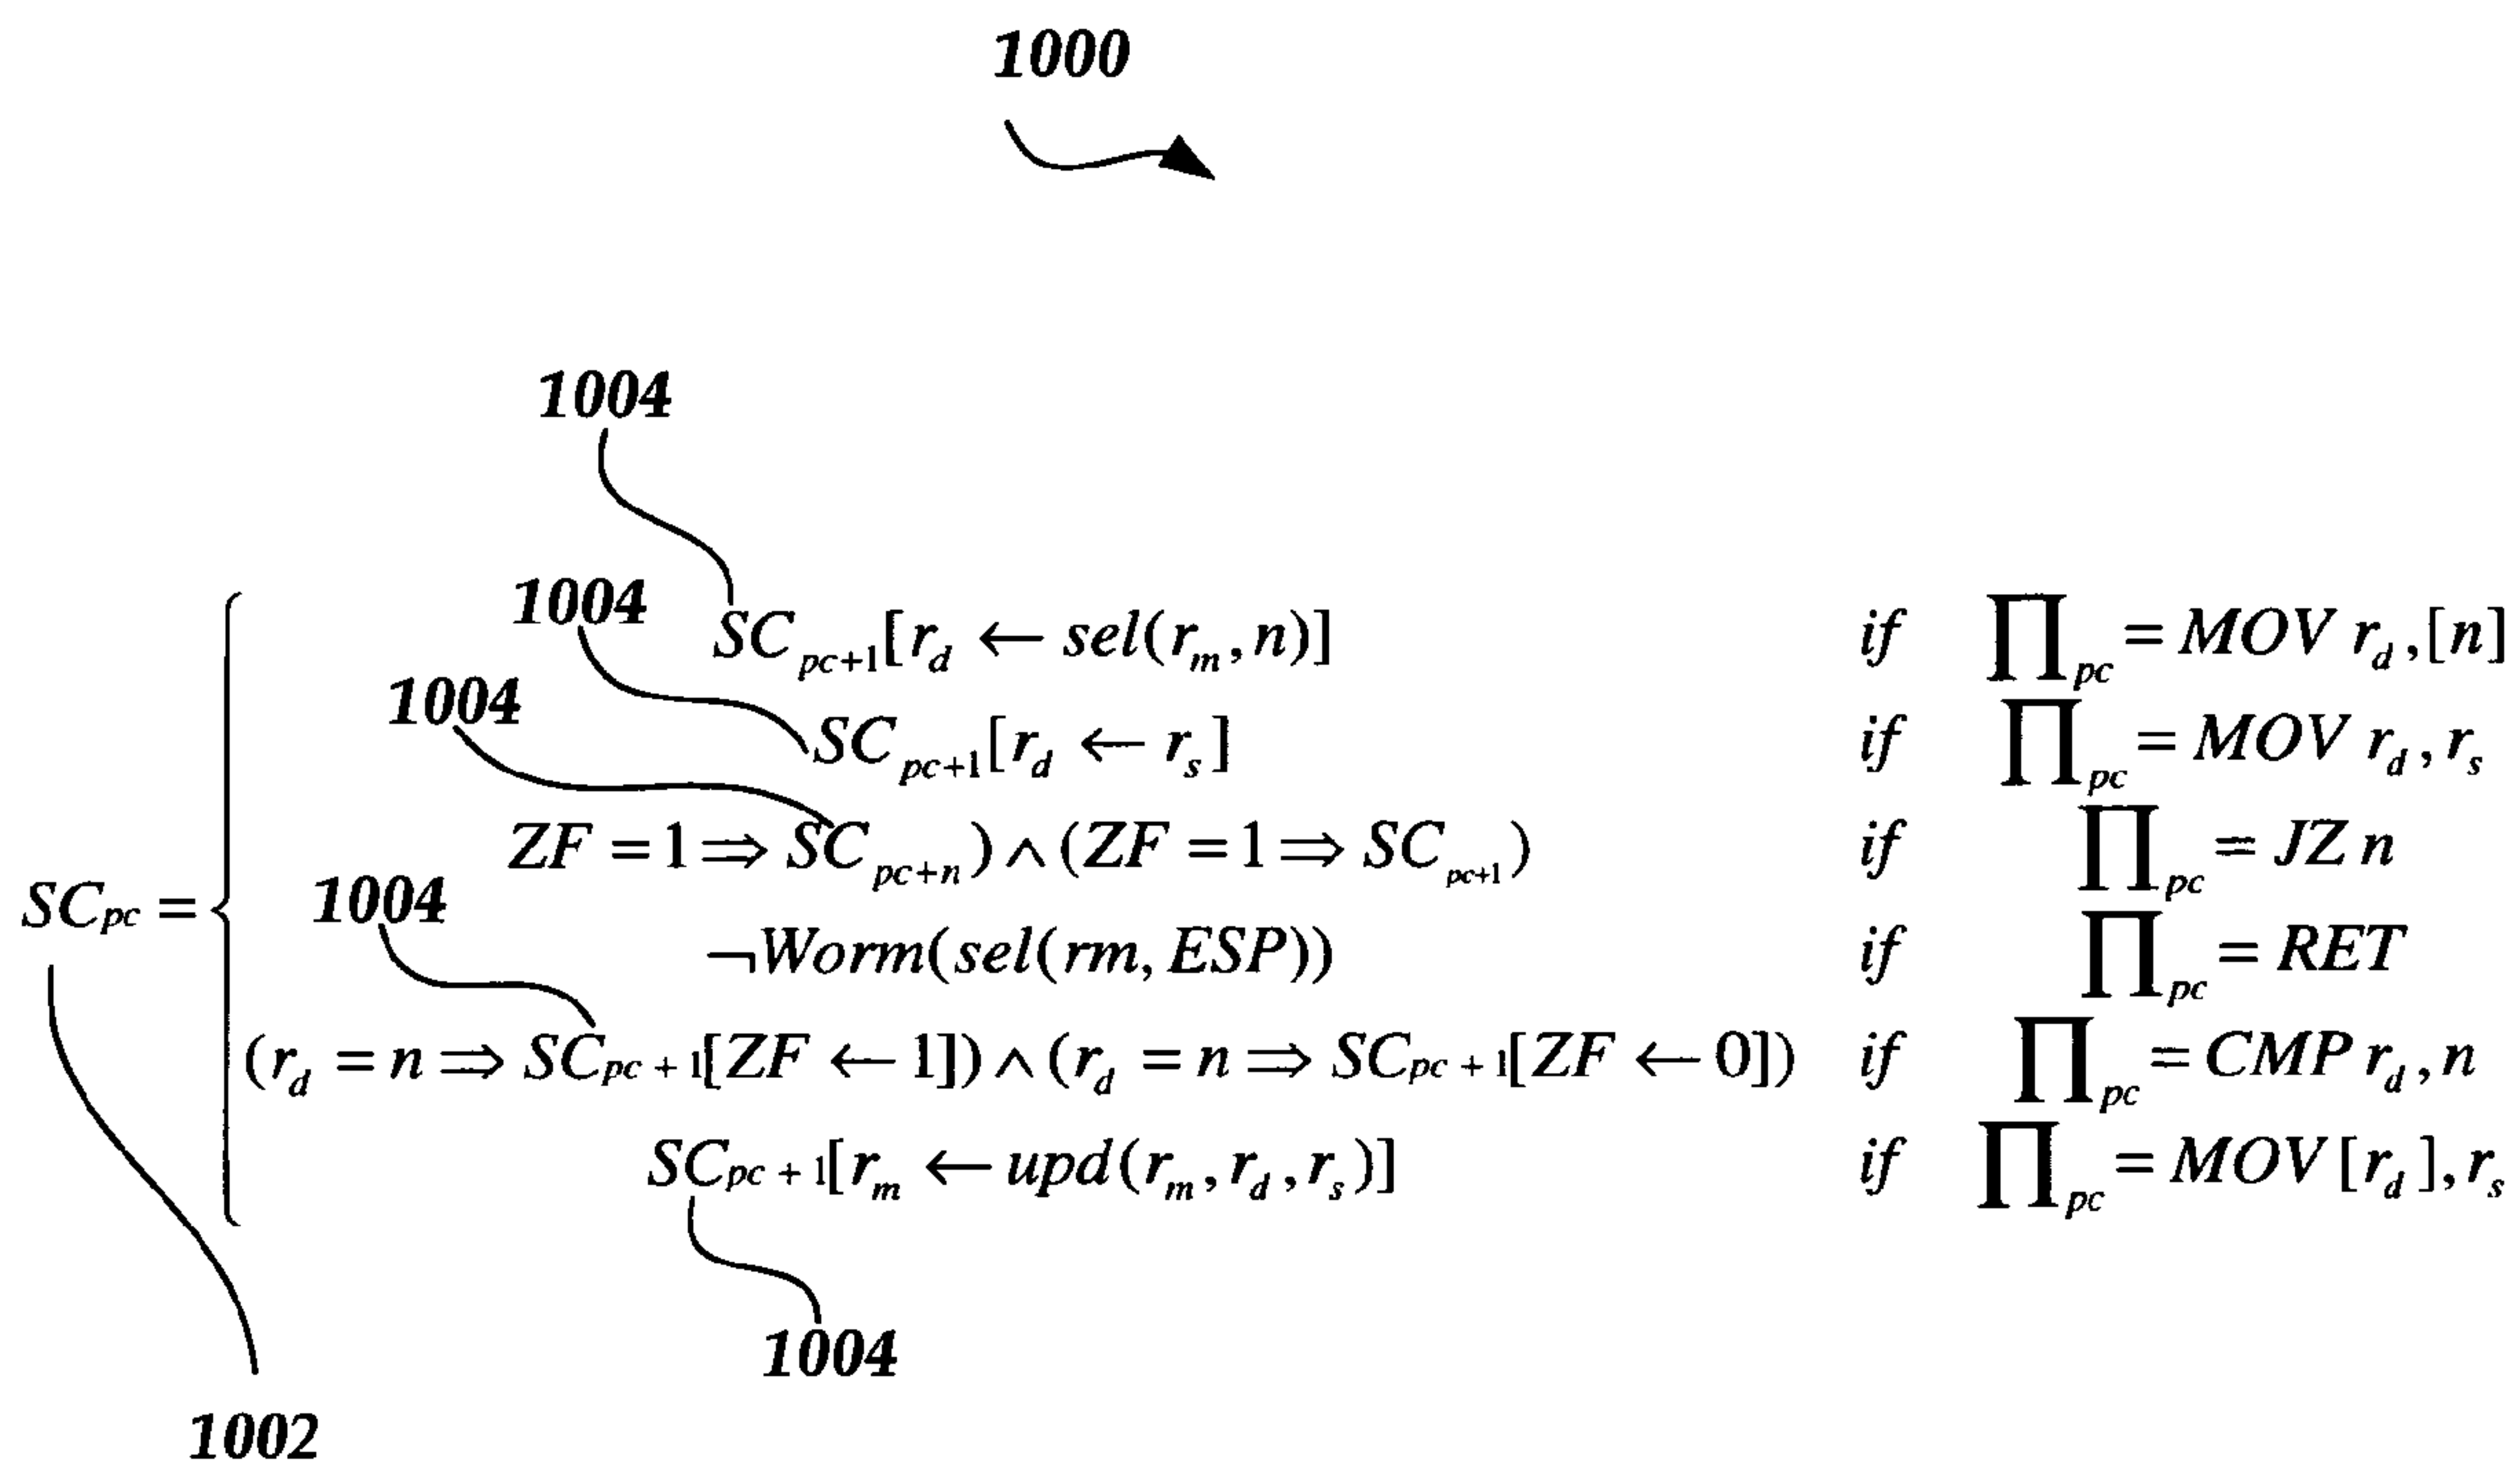 1000
1004
1004
SC_{pc+1}[r_d ← sel(r_m, n)] if ∏_{pc} = MOV r_d, [n]
1004
SC_{pc+1}[r_d ← r_s] if ∏_{pc} = MOV r_d, r_s
ZF = 1 ⇒ SC_{pc+n}) ∧ (ZF = 1 ⇒ SC_{pc+1}) if ∏_{pc} = JZ n
SC_{pc} =
1004
¬Worm(sel(rm, ESP)) if ∏_{pc} = RET
(r_d = n ⇒ SC_{pc+1}[ZF ← 1]) ∧ (r_d = n ⇒ SC_{pc+1}[ZF ← 0]) if ∏_{pc} = CMP r_d, n
SC_{pc+1}[r_m ← upd(r_m, r_d, r_s)] if ∏_{pc} = MOV [r_d], r_s
1004
1002